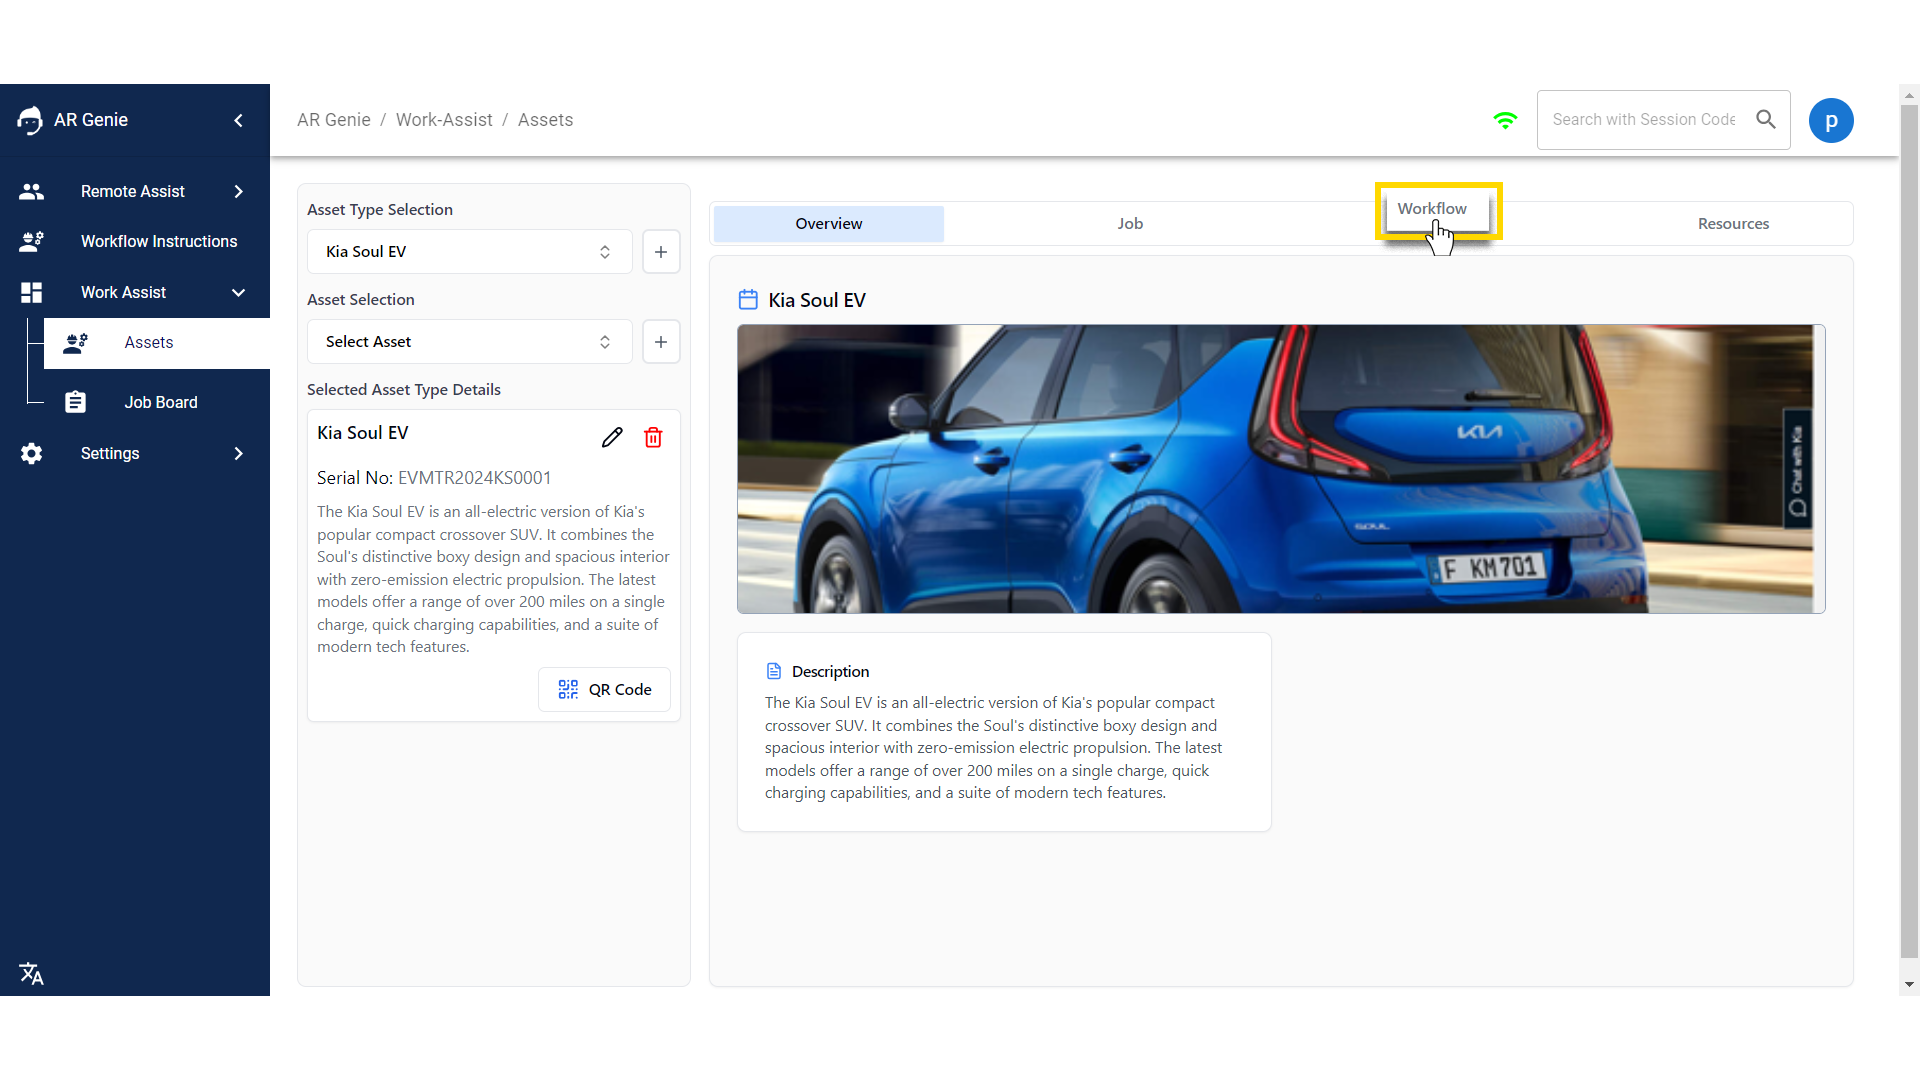 AR Genie
AR Genie / Work-Assist / Assets
Search with Session Code
p
Remote Assist
Workflow Instructions
Work Assist
Assets
Job Board
Settings
Asset Type Selection
Kia Soul EV
Asset Selection
Select Asset
Selected Asset Type Details
Kia Soul EV
Serial No: EVMTR2024KS0001
The Kia Soul EV is an all-electric version of Kia's
popular compact crossover SUV. It combines the
Soul's distinctive boxy design and spacious interior
with zero-emission electric propulsion. The latest
models offer a range of over 200 miles on a single
charge, quick charging capabilities, and a suite of
modern tech features.
QR Code
Overview
Job
Workflow
Resources
Kia Soul EV
KIA
SOUL
F KM701
Chat with Kia
Description
The Kia Soul EV is an all-electric version of Kia's popular compact
crossover SUV. It combines the Soul's distinctive boxy design and
spacious interior with zero-emission electric propulsion. The latest
models offer a range of over 200 miles on a single charge, quick
charging capabilities, and a suite of modern tech features.